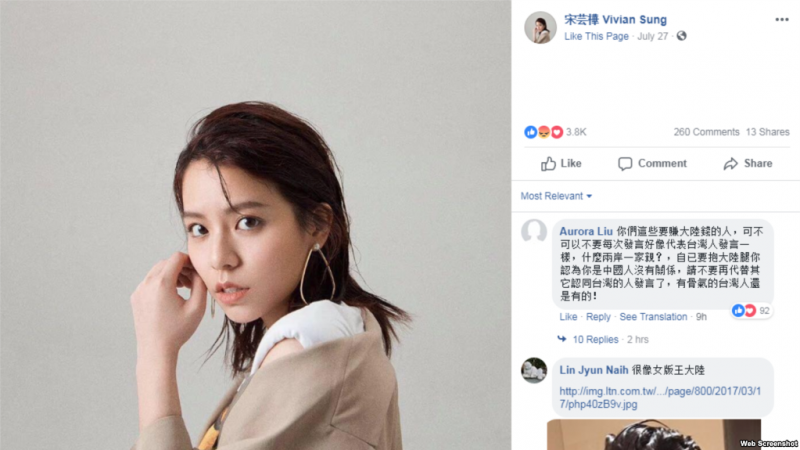 宋芸樺 Vivian Sung
Like This Page · July 27 ·
3.8K
260 Comments 13 Shares
Like Comment Share
Most Relevant
Aurora Liu 你們這些要賺大陸錢的人，可不
可以不要每次發言好像代表台灣人發言一
樣，什麼兩岸一家親？，自已要抱大陸腿你
認為你是中國人沒有關係，請不要再代替其
它認同台灣的人發言了，有骨氣的台灣人還
是有的！
92
Like · Reply · See Translation · 9h
10 Replies · 2 hrs
Lin Jyun Naih 很像女版王大陸
http://img.ltn.com.tw/.../page/800/2017/03/1
7/php40zB9v.jpg
Web Screenshot